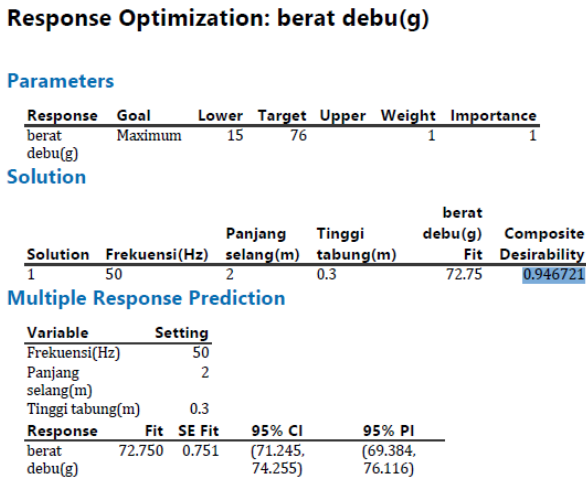 Response Optimization: berat debu(g)
Parameters
Response Goal Lower Target Upper Weight Importance
berat debu(g) Maximum 15 76 1 1
Solution
Solution Frekuensi(Hz) Panjang selang(m) Tinggi tabung(m) berat debu(g) Fit Composite Desirability
1 50 2 0.3 72.75 0.946721
Multiple Response Prediction
Variable Setting
Frekuensi(Hz) 50
Panjang selang(m) 2
Tinggi tabung(m) 0.3
Response Fit SE Fit 95% CI 95% PI
berat debu(g) 72.750 0.751 (71.245, 74.255) (69.384, 76.116)